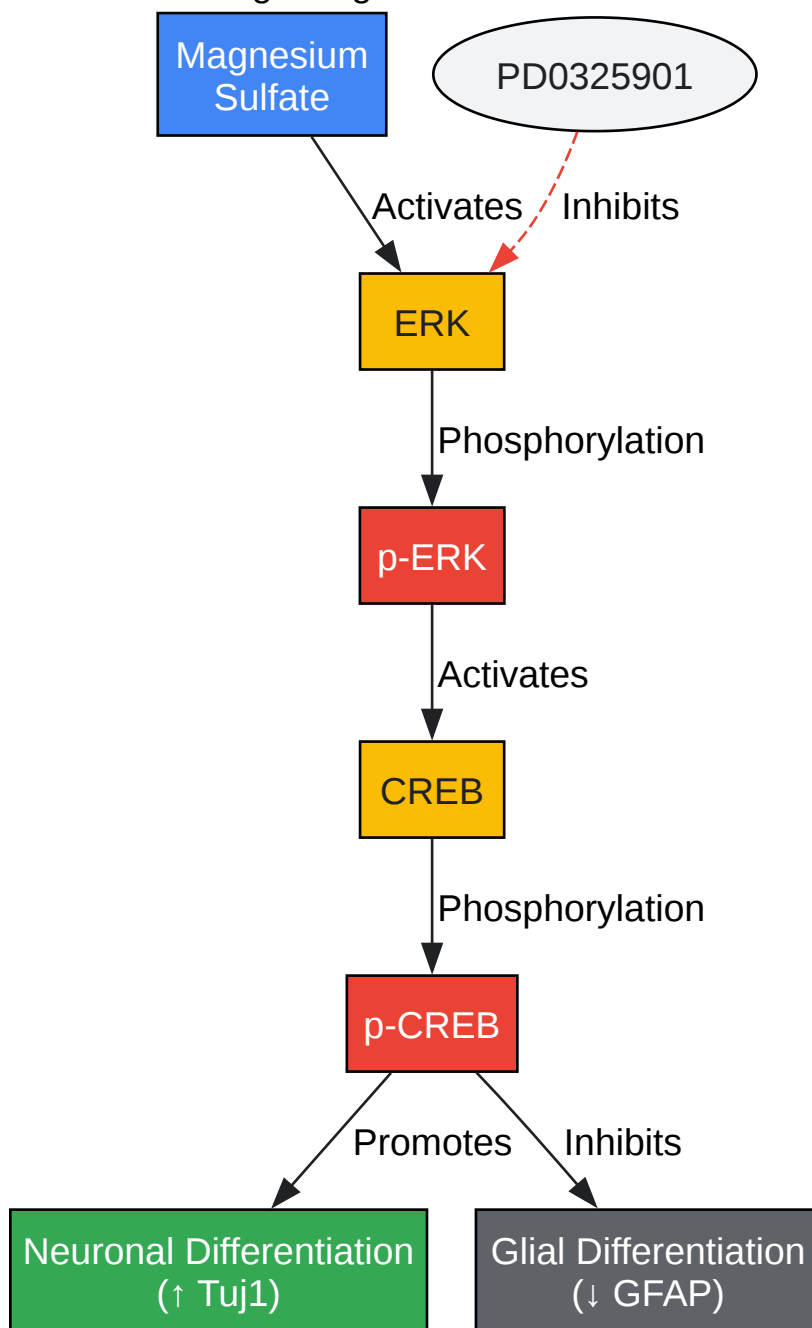 Magnesium
Sulfate
PD0325901
Activates
Inhibits
ERK
Phosphorylation
p-ERK
Activates
CREB
Phosphorylation
p-CREB
Promotes
Inhibits
Neuronal Differentiation
(↑ Tuj1)
Glial Differentiation
(↓ GFAP)